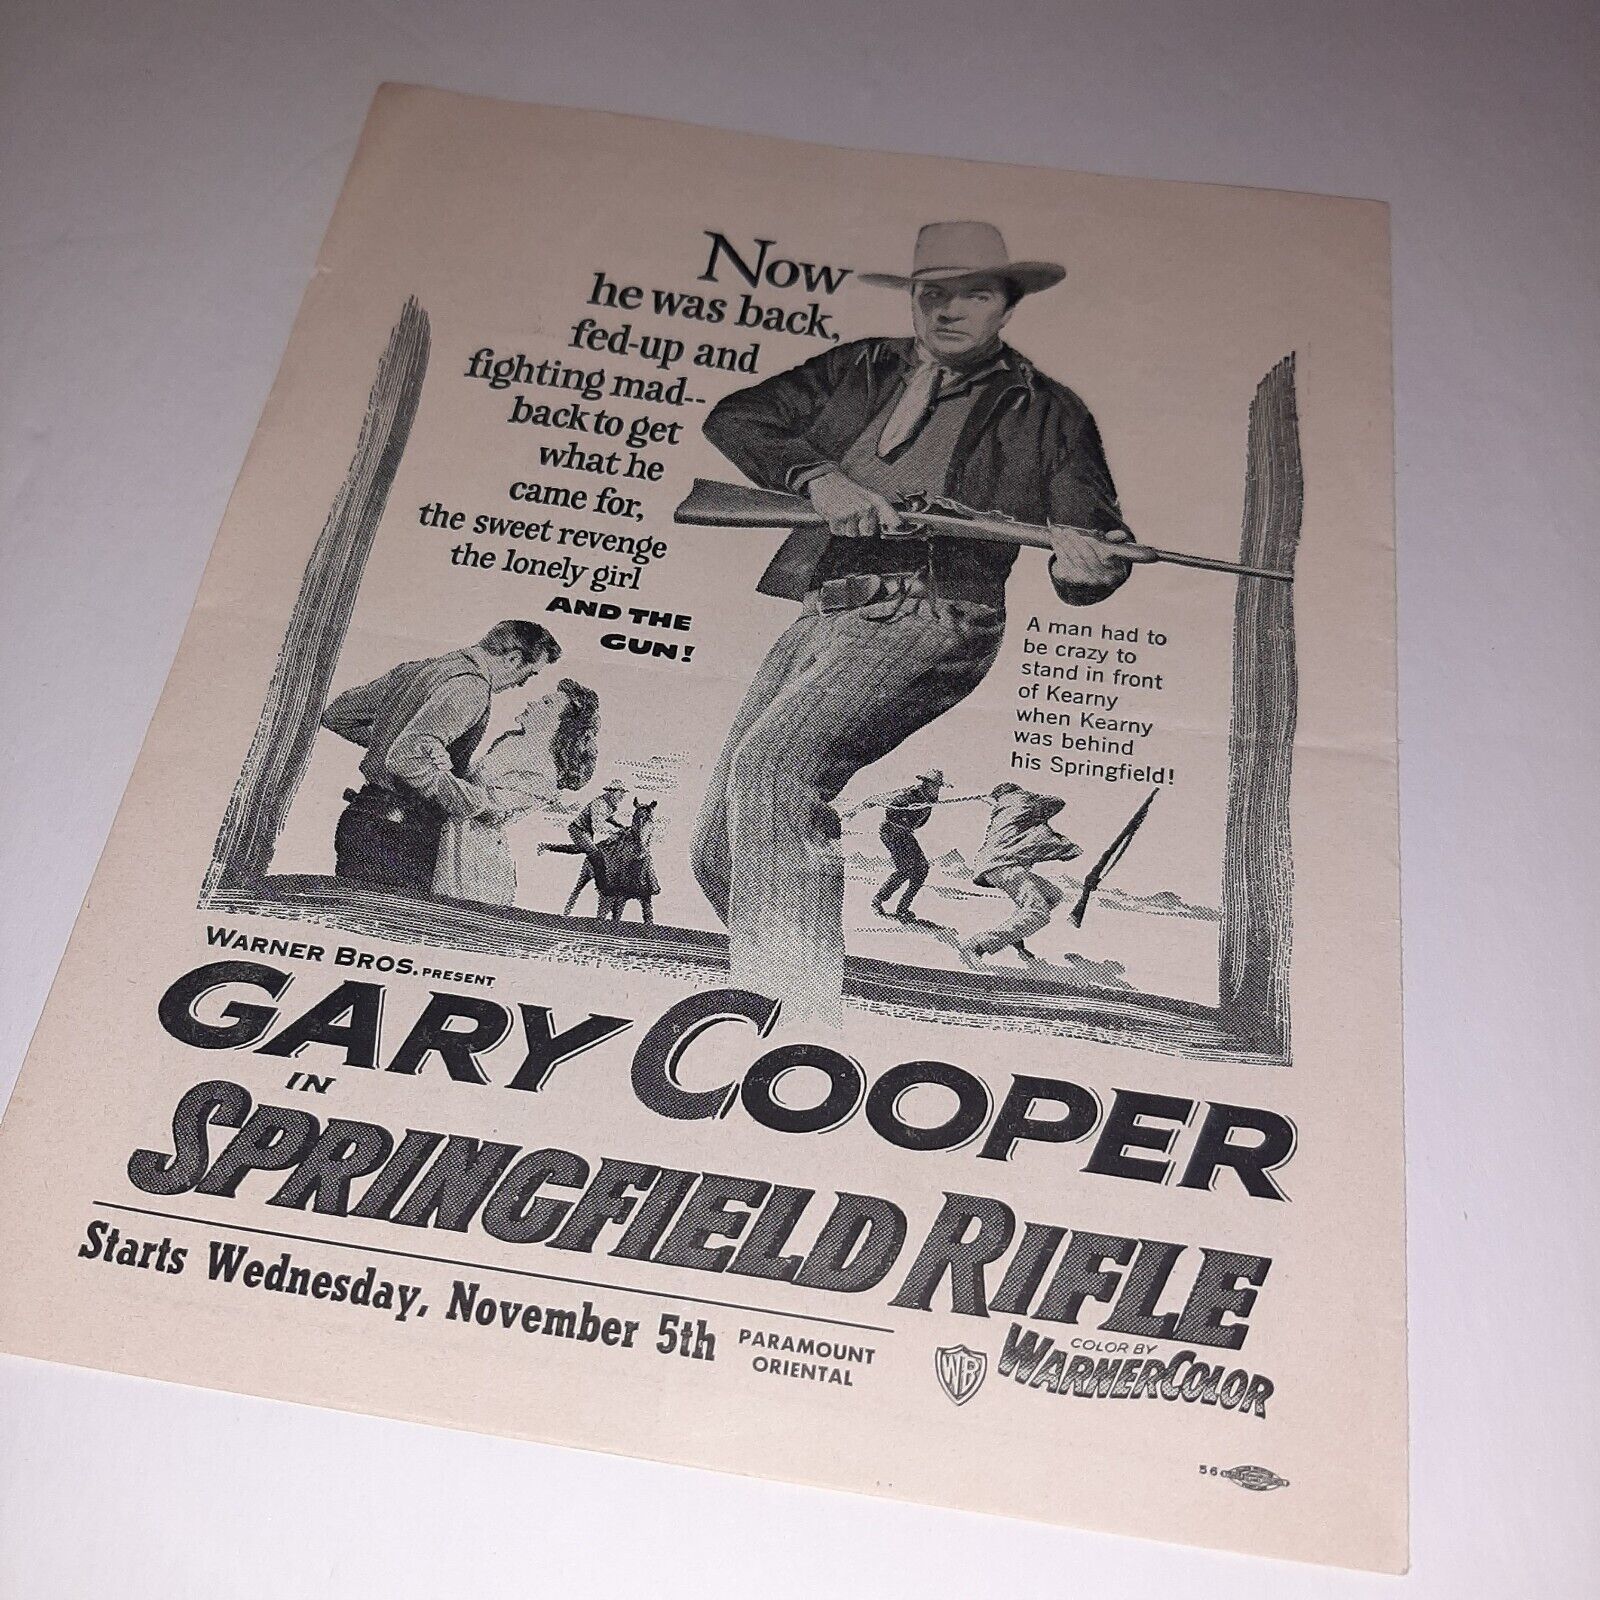 Now
he was back,
fed-up and
fighting mad--
back to get
what he
came for,
the sweet revenge
the lonely girl
AND THE
GUN!
A man had to
be crazy to
stand in front
of Kearny
when Kearny
was behind
his Springfield!
WARNER BROS. PRESENT
GARY COOPER
IN
SPRINGFIELD RIFLE
Starts Wednesday, November 5th
PARAMOUNT
ORIENTAL
WB
COLOR BY
WARNERCOLOR
56